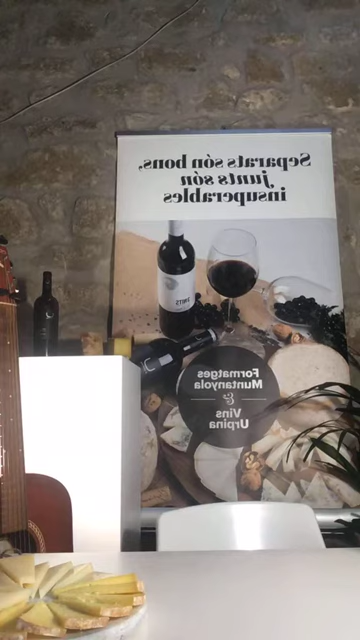 Separats són bons,
junts són
insuperables
Formatges
Muntanyola
&
Vins
Urpina